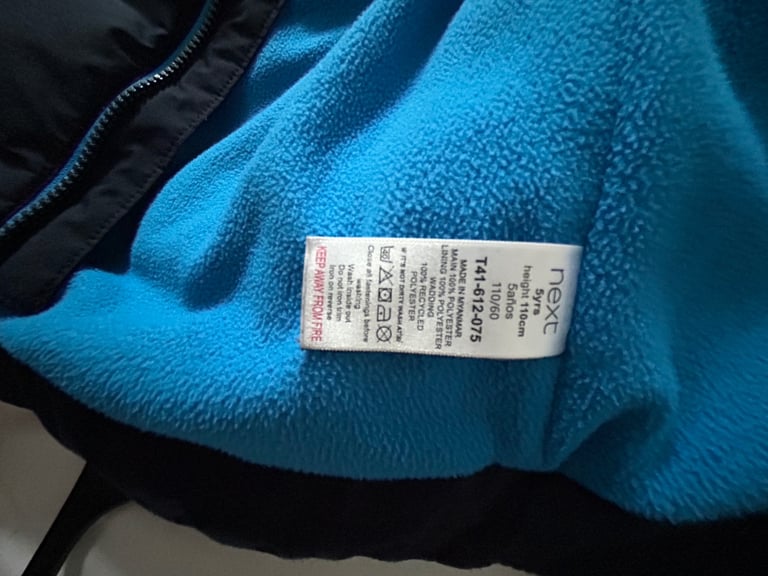 next
5yrs
height 110cm
5años
110/60
T41-612-075
MADE IN MYANMAR
MAIN 100% POLYESTER
LINING 100% POLYESTER
WADDING
100% RECYCLED
POLYESTER
IF IT'S NOT DIRTY WASH AT
Close all fastenings before
washing
Wash inside out
Do not iron trim
Iron on reverse
KEEP AWAY FROM FIRE